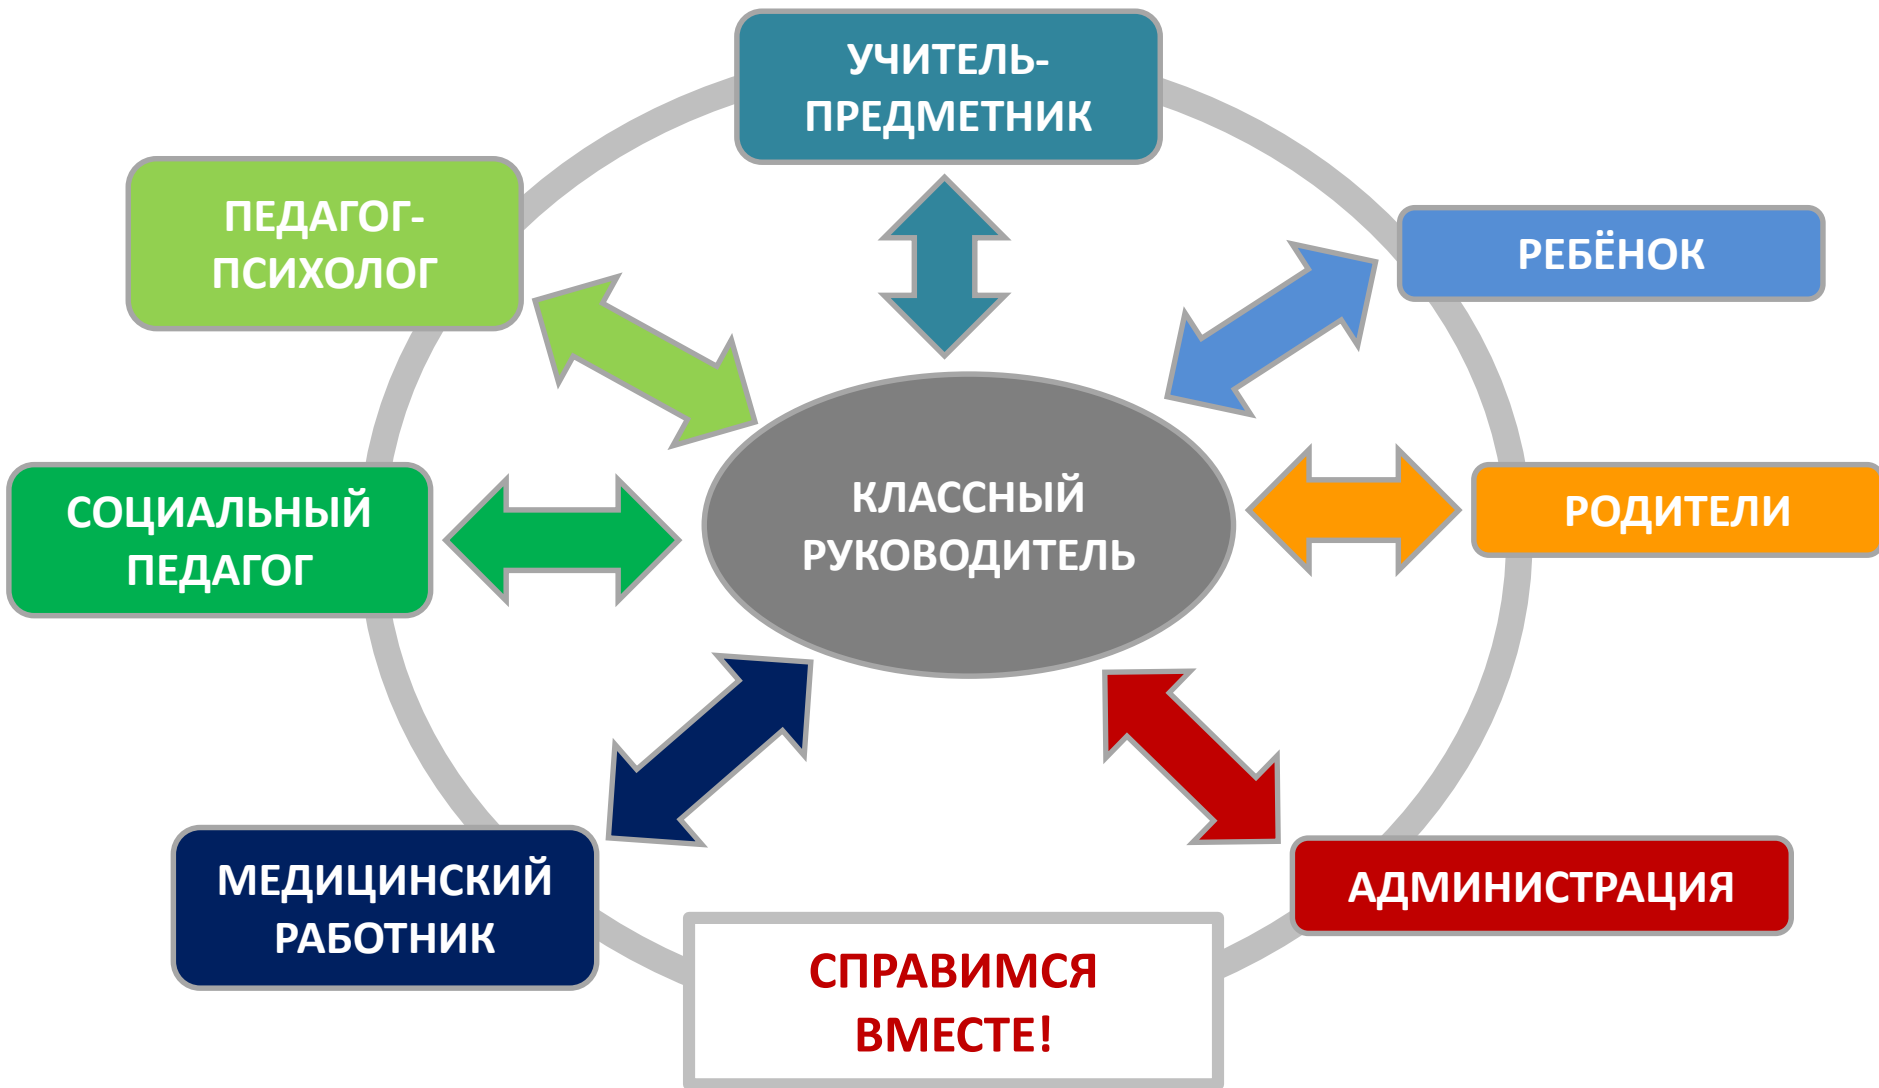 УЧИТЕЛЬ-
ПРЕДМЕТНИК
ПЕДАГОГ-
ПСИХОЛОГ
РЕБЁНОК
КЛАССНЫЙ
РУКОВОДИТЕЛЬ
СОЦИАЛЬНЫЙ
ПЕДАГОГ
РОДИТЕЛИ
МЕДИЦИНСКИЙ
РАБОТНИК
АДМИНИСТРАЦИЯ
СПРАВИМСЯ
ВМЕСТЕ!